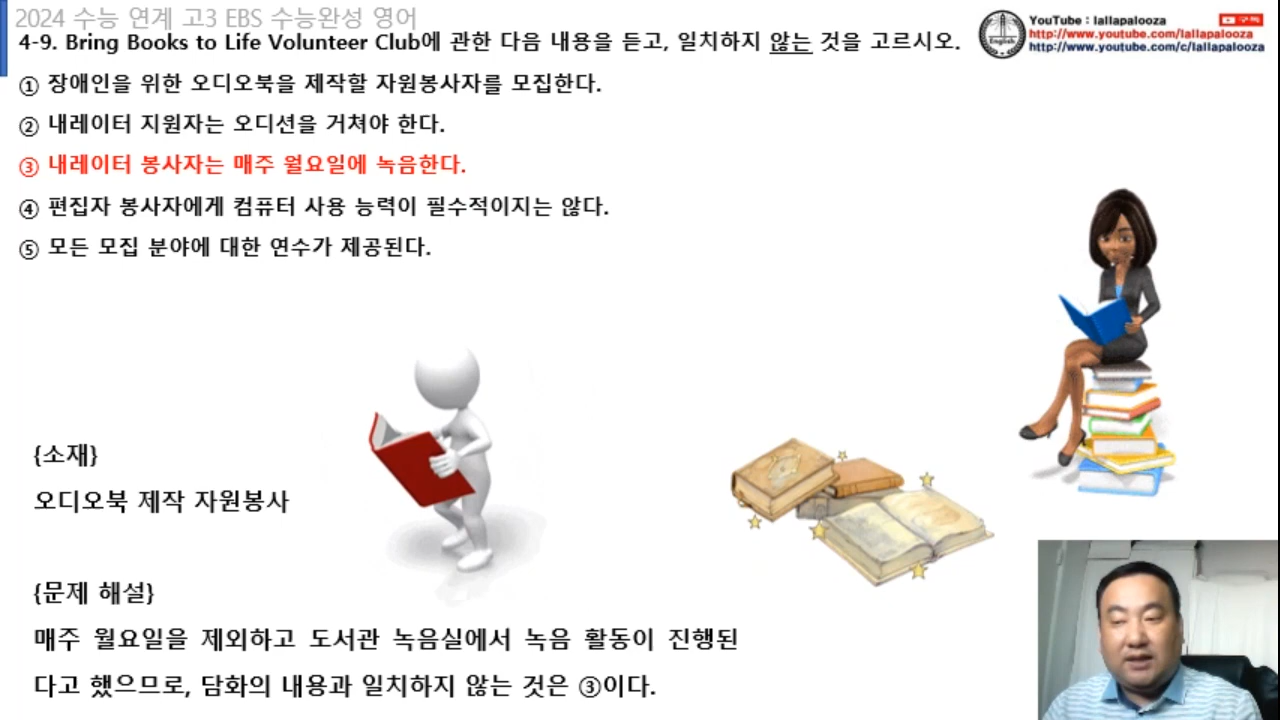 2024 수능 연계 고3 EBS 수능완성 영어
4-9. Bring Books to Life Volunteer Club에 관한 다음 내용을 듣고, 일치하지 않는 것을 고르시오.
① 장애인을 위한 오디오북을 제작할 자원봉사자를 모집한다.
② 내레이터 지원자는 오디션을 거쳐야 한다.
③ 내레이터 봉사자는 매주 월요일에 녹음한다.
④ 편집자 봉사자에게 컴퓨터 사용 능력이 필수적이지는 않다.
⑤ 모든 모집 분야에 대한 연수가 제공된다.
English
YouTube : lallapalooza
구독
http://www.youtube.com/lallapalooza
http://www.youtube.com/c/lallapalooza
{소재}
오디오북 제작 자원봉사
{문제 해설}
매주 월요일을 제외하고 도서관 녹음실에서 녹음 활동이 진행된
다고 했으므로, 담화의 내용과 일치하지 않는 것은 ③이다.